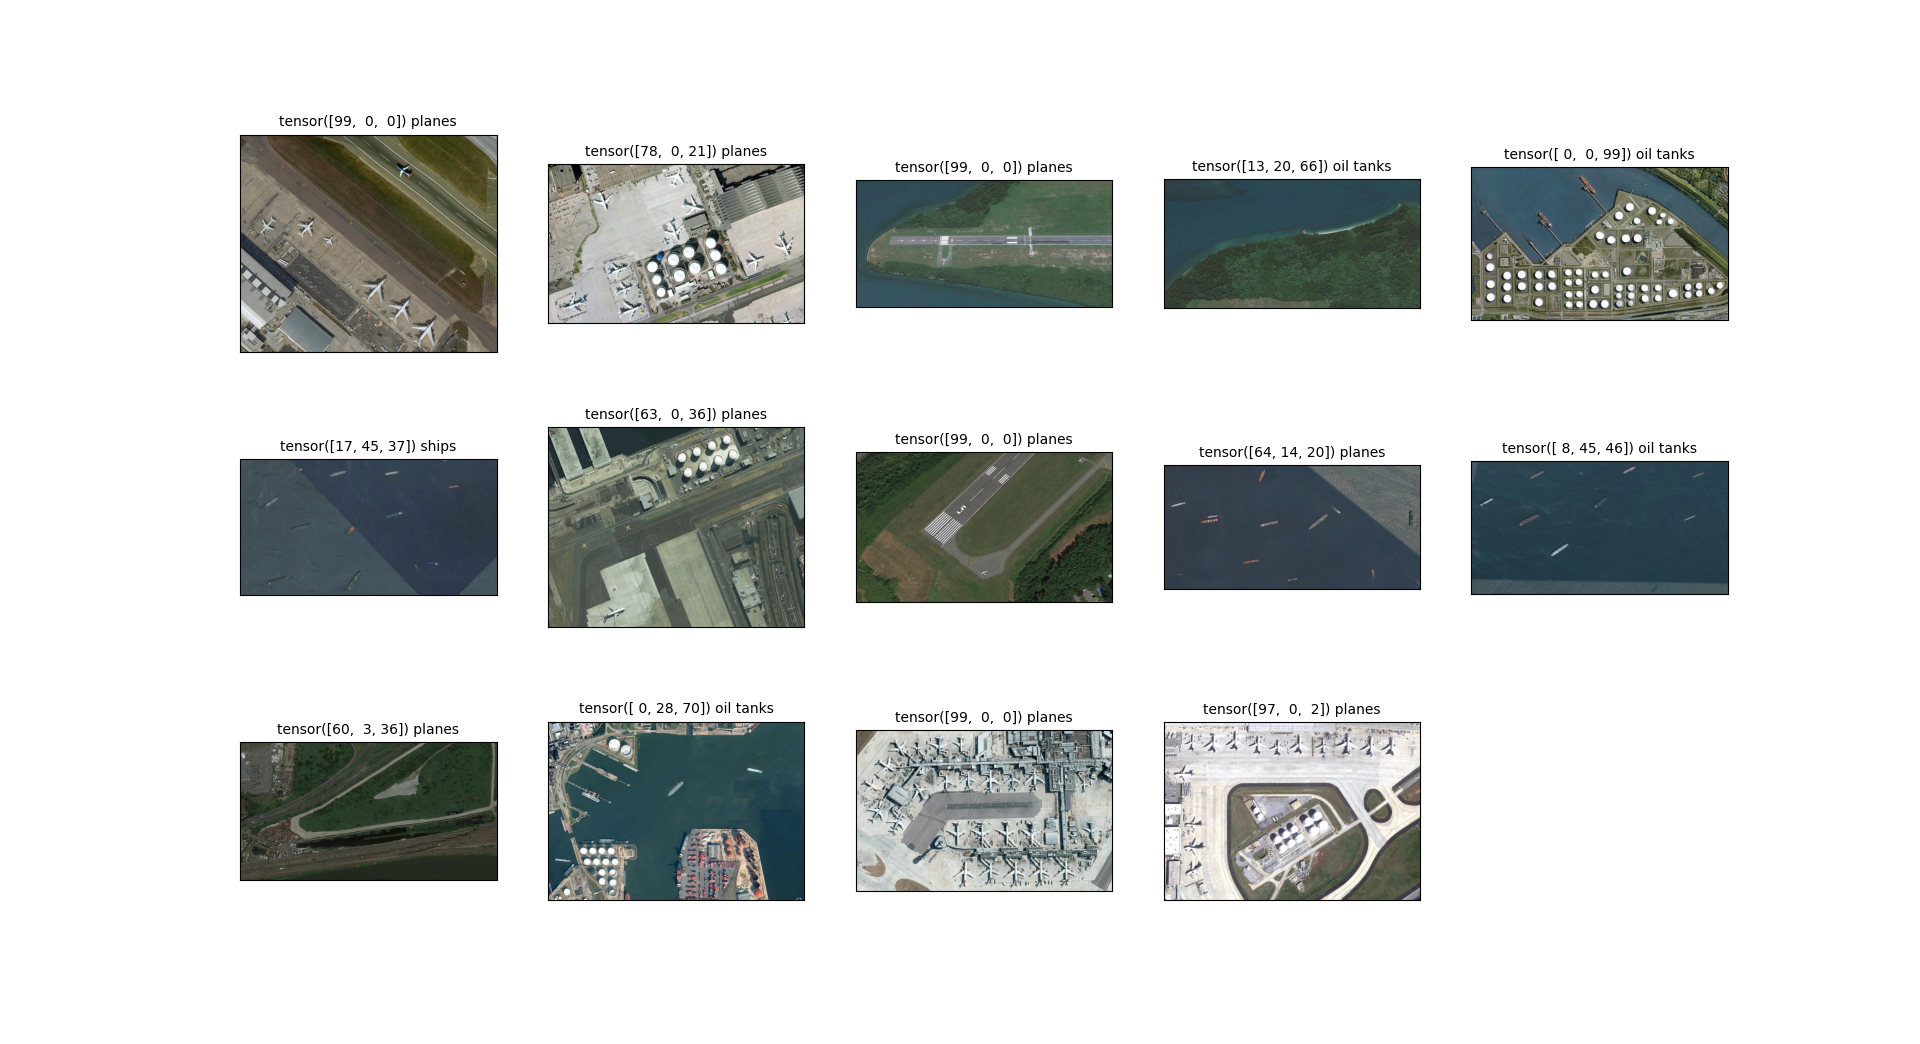 tensor([99,  0,  0]) planes
tensor([78,  0, 21]) planes
tensor([99,  0,  0]) planes
tensor([13, 20, 66]) oil tanks
tensor([ 0,  0, 99]) oil tanks
tensor([17, 45, 37]) ships
tensor([63,  0, 36]) planes
tensor([99,  0,  0]) planes
5
tensor([64, 14, 20]) planes
tensor([ 8, 45, 46]) oil tanks
tensor([60,  3, 36]) planes
tensor([ 0, 28, 70]) oil tanks
tensor([99,  0,  0]) planes
tensor([97,  0,  2]) planes